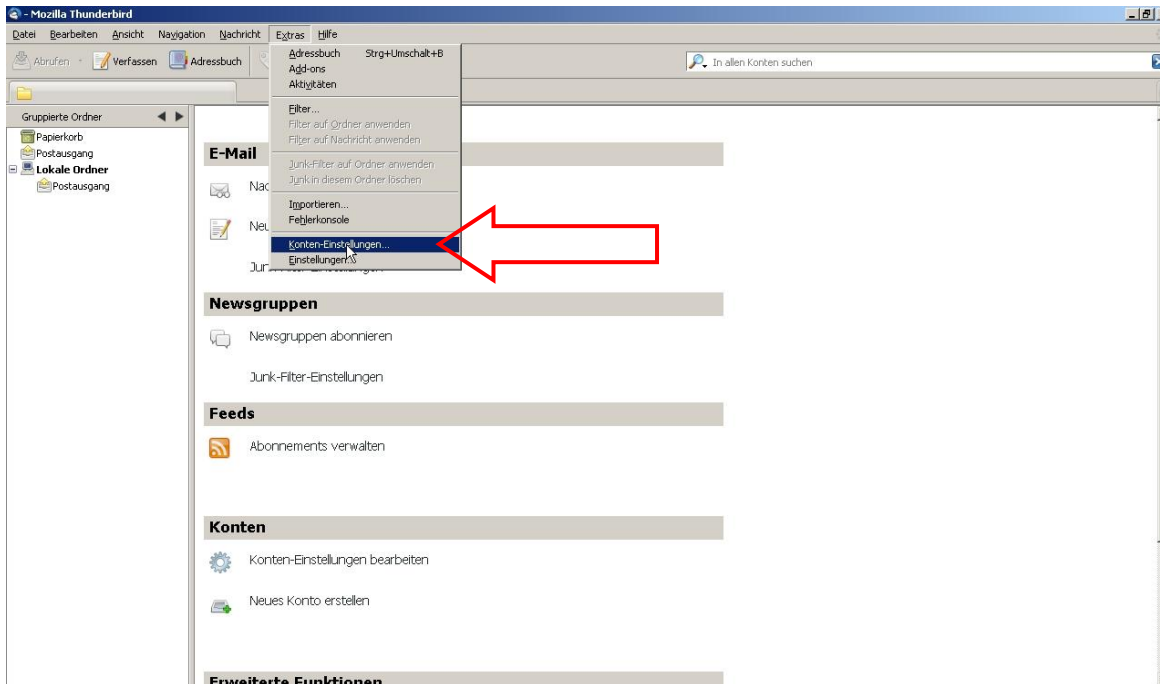 - Mozilla Thunderbird
Datei Bearbeiten Ansicht Navigation Nachricht Extras Hilfe
Abrufen Verfassen Adressbuch
In allen Konten suchen
Adressbuch Strg+Umschalt+B
Add-ons
Aktivitäten
Filter...
Filter auf Ordner anwenden
Filter auf Nachricht anwenden
Junk-Filter auf Ordner anwenden
Junk in diesem Ordner löschen
Importieren...
Fehlerkonsole
Konten-Einstellungen...
Einstellungen...
Gruppierte Ordner
Papierkorb
Postausgang
Lokale Ordner
Postausgang
E-Mail
Newsgruppen
Newsgruppen abonnieren
Junk-Filter-Einstellungen
Feeds
Abonnements verwalten
Konten
Konten-Einstellungen bearbeiten
Neues Konto erstellen
Erweiterte Funktionen